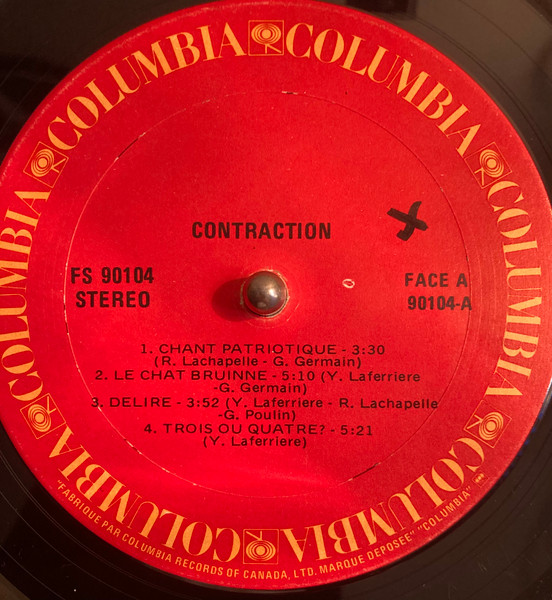 COLUMBIA COLUMBIA COLUMBIA COLUMBIA COLUMBIA COLUMBIA COLUMBIA
CONTRACTION
FS 90104
STEREO
FACE A
90104-A
1. CHANT PATRIOTIQUE - 3:30
(R. Lachapelle - G. Germain)
2. LE CHAT BRUINNE - 5:10 (Y. Laferriere
-G. Germain)
3. DELIRE - 3:52 (Y. Laferriere - R. Lachapelle
-G. Poulin)
4. TROIS OU QUATRE? - 5:21
(Y. Laferriere)
"FABRIQUE PAR COLUMBIA RECORDS OF CANADA, LTD. MARQUE DEPOSEE" "COLUMBIA"